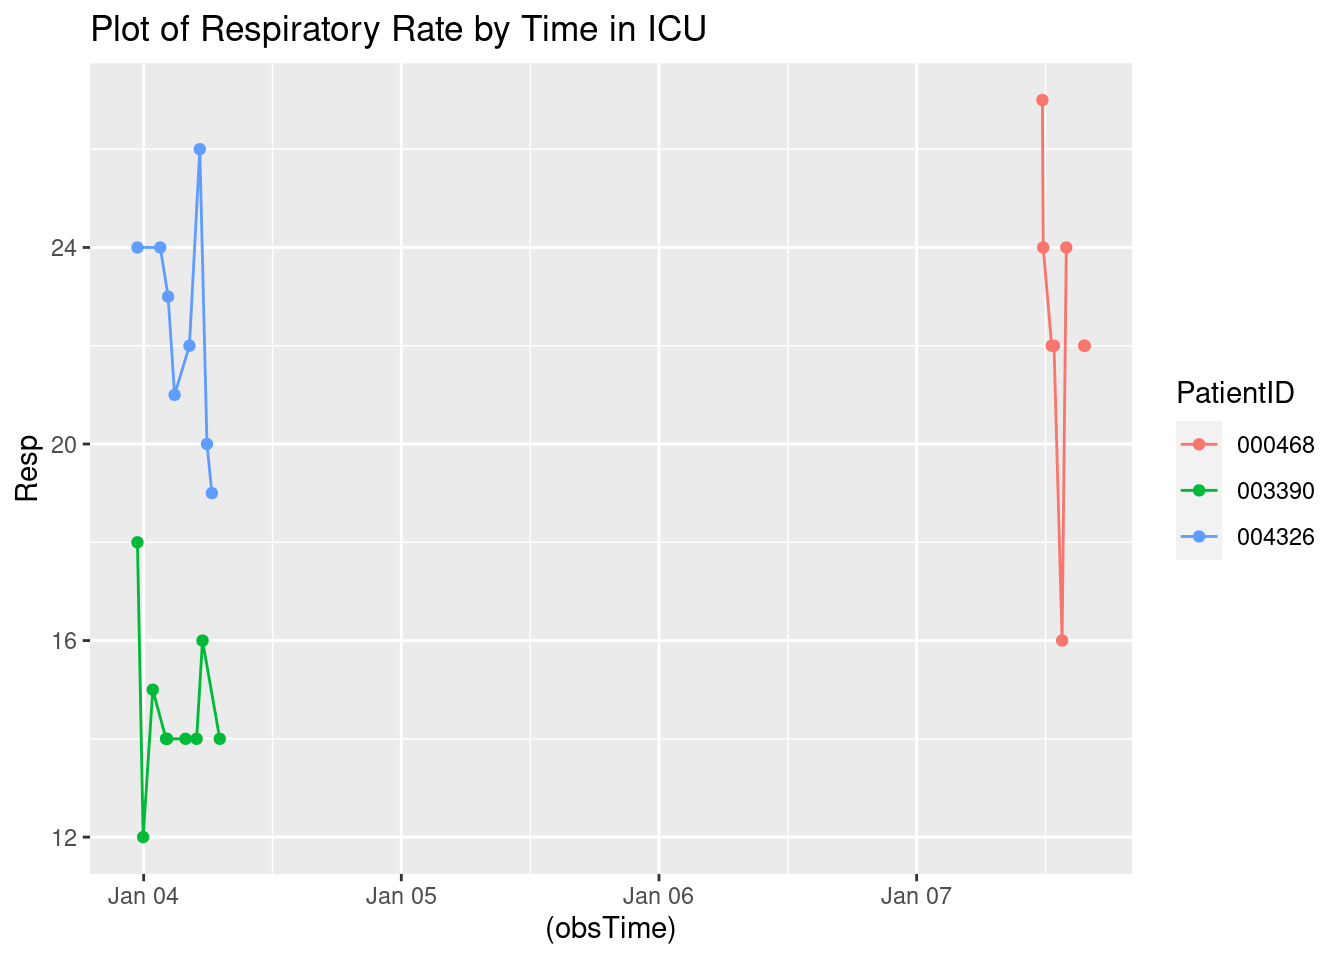 Plot of Respiratory Rate by Time in ICU
Resp
24
20
16
12
Jan 04 Jan 05 Jan 06 Jan 07
(obsTime)
PatientID
000468
003390
004326